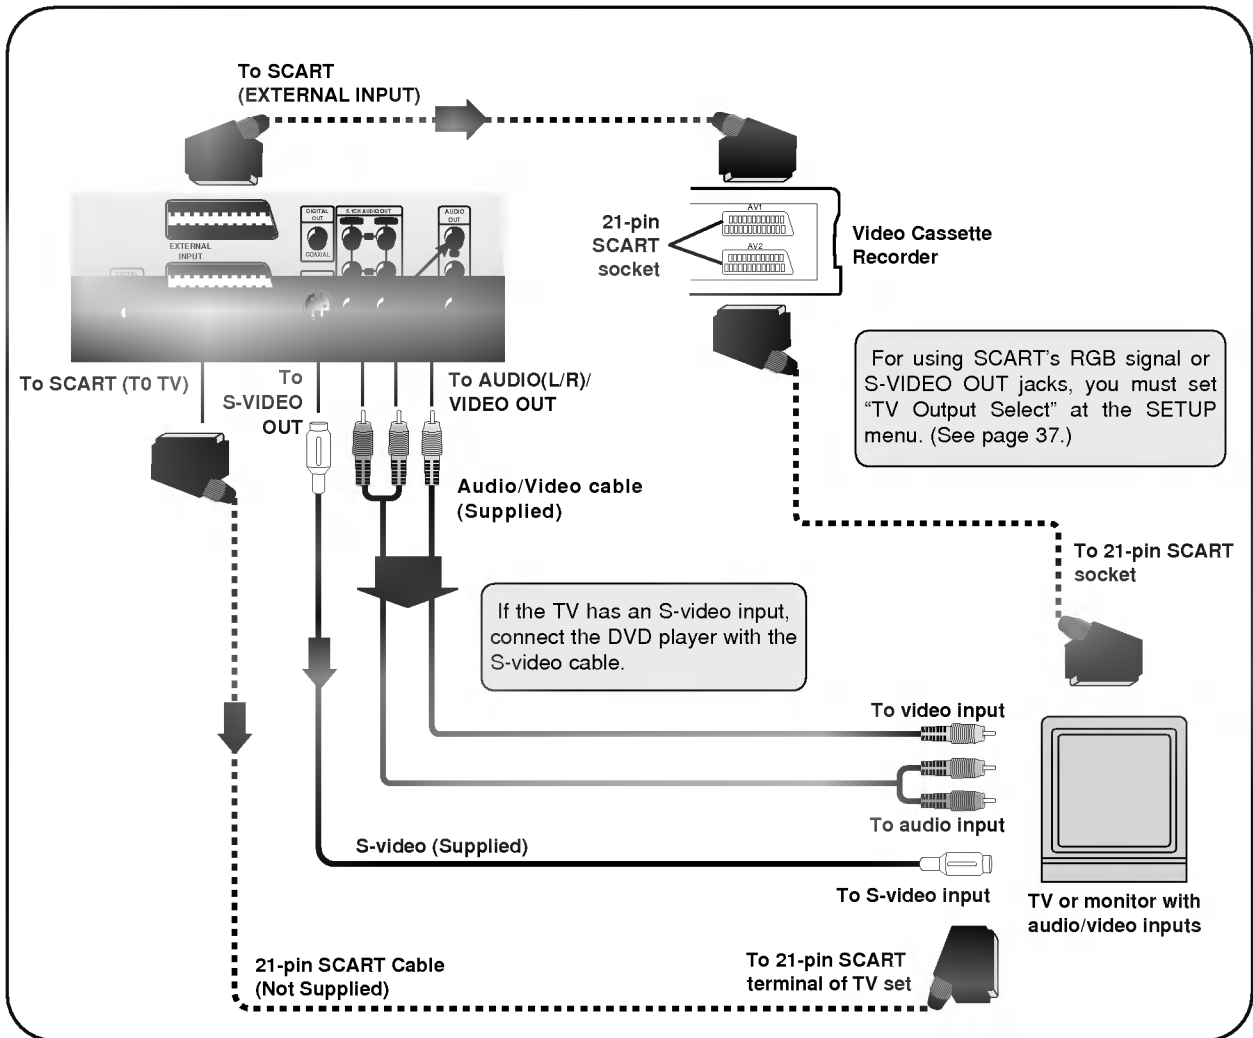 To SCART
(EXTERNAL INPUT)
DIGITAL
OUT
5.1CH AUDIO OUT
AUDIO
OUT
COAXIAL
EXTERNAL
INPUT
DIGITAL
21-pin
SCART
socket
AV1
AV2
Video Cassette
Recorder
For using SCART's RGB signal or
S-VIDEO OUT jacks, you must set
“TV Output Select” at the SETUP
menu. (See page 37.)
To SCART (T0 TV)
To
S-VIDEO
OUT
To AUDIO(L/R)/
VIDEO OUT
Audio/Video cable
(Supplied)
To 21-pin SCART
socket
If the TV has an S-video input,
connect the DVD player with the
S-video cable.
To video input
To audio input
S-video (Supplied)
To S-video input
TV or monitor with
audio/video inputs
21-pin SCART Cable
(Not Supplied)
To 21-pin SCART
terminal of TV set